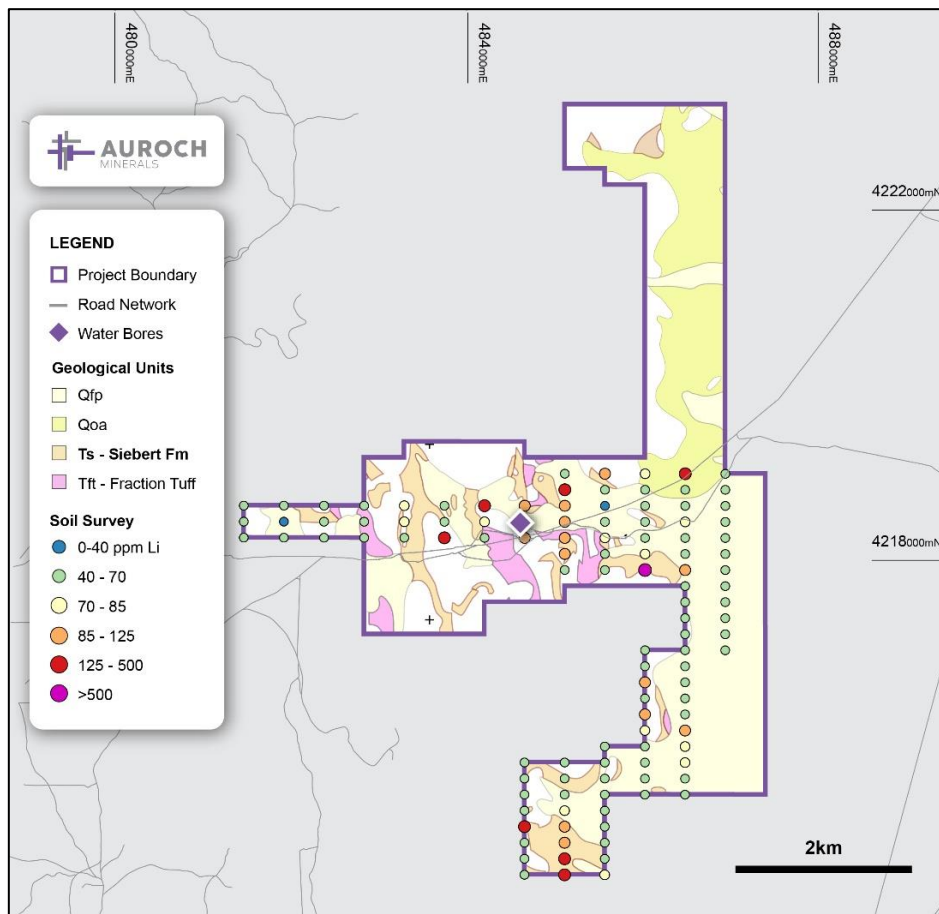 480000mE
484000mE
488000mE
AUROCH
MINERALS
4222000mN
LEGEND
Project Boundary
Road Network
Water Bores
Geological Units
Qfp
Qoa
Ts - Siebert Fm
Tft - Fraction Tuff
Soil Survey
0-40 ppm Li
40 - 70
70 - 85
85 - 125
125 - 500
>500
4218000mN
2km